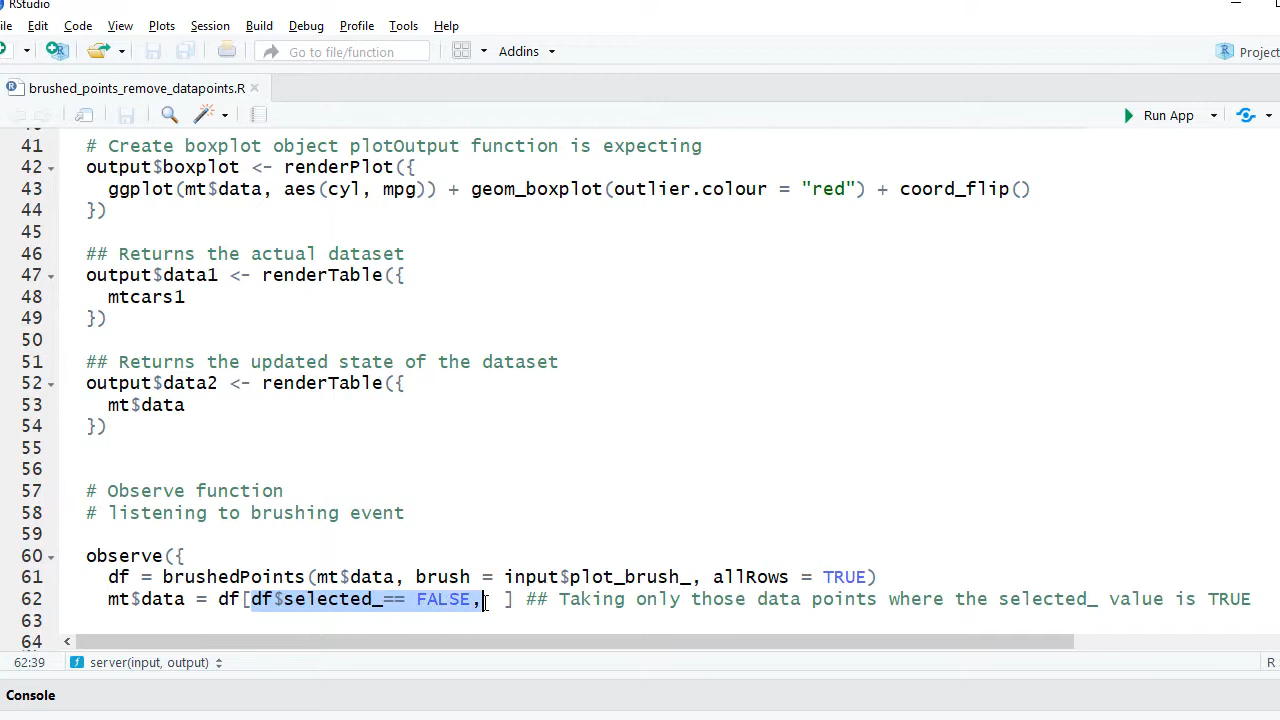 RStudio
ile Edit Code View Plots Session Build Debug Profile Tools Help
Go to file/function Addins Project
brushed_points_remove_datapoints.R
Run App
41 # Create boxplot object plotOutput function is expecting
42 output$boxplot <- renderPlot({
43 ggplot(mt$data, aes(cyl, mpg)) + geom_boxplot(outlier.colour = "red") + coord_flip()
44 })
45
46 ## Returns the actual dataset
47 output$data1 <- renderTable({
48 mtcars1
49 })
50
51 ## Returns the updated state of the dataset
52 output$data2 <- renderTable({
53 mt$data
54 })
55
56
57 # Observe function
58 # listening to brushing event
59
60 observe({
61 df = brushedPoints(mt$data, brush = input$plot_brush_, allRows = TRUE)
62 mt$data = df[df$selected_== FALSE, ] ## Taking only those data points where the selected_ value is TRUE
63
64
62:39 server(input, output) R
Console